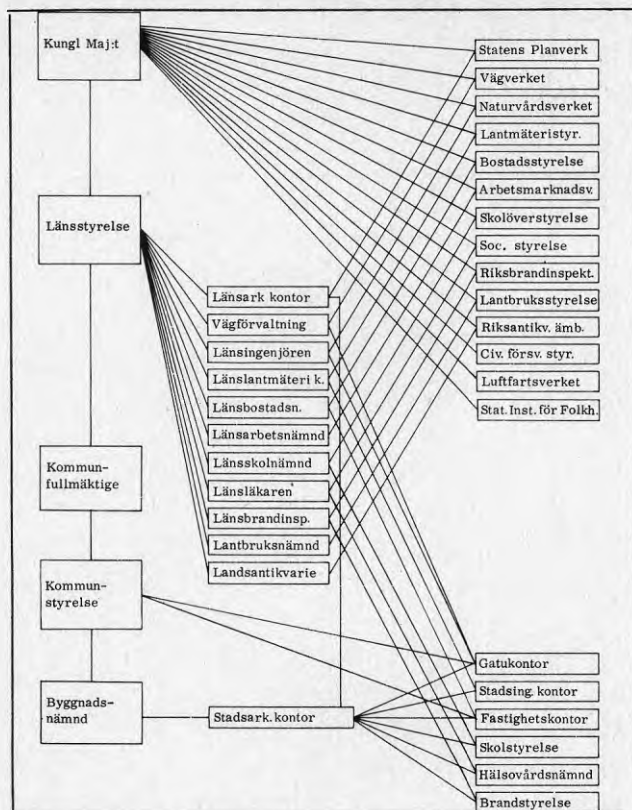 Kungl Maj:t
Länsstyrelse
Kommun-
fullmäktige
Kommun-
styrelse
Byggnads-
nämnd
Länsark kontor
Vägförvaltning
Länsingenjören
Länslantmäteri k.
Länsbostadsn.
Länsarbetsnämnd
Länsskolnämnd
Länsläkaren
Länsbrandinsp.
Lantbruksnämnd
Landsantikvarie
Stadsark. kontor
Statens Planverk
Vägverket
Naturvårdsverket
Lantmäteristyr.
Bostadsstyrelse
Arbetsmarknadsv.
Skolöverstyrelse
Soc. styrelse
Riksbrandinspekt.
Lantbruksstyrelse
Riksantikv. ämb.
Civ. försv. styr.
Luftfartsverket
Stat. Inst. för Folkh.
Gatukontor
Stadsing. kontor
Fastighetskontor
Skolstyrelse
Hälsovårdsnämnd
Brandstyrelse